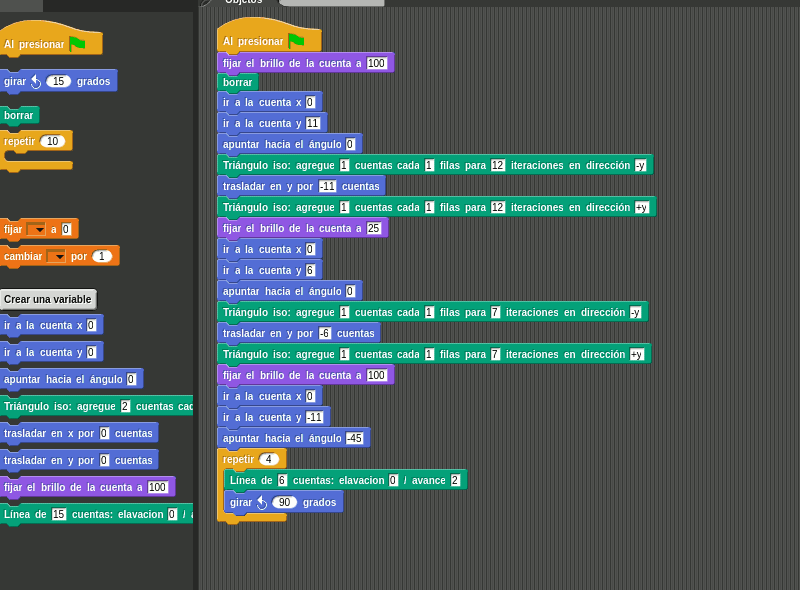 Objetos
Al presionar
girar 15 grados
borrar
repetir 10
fijar a 0
cambiar por 1
Crear una variable
ir a la cuenta x 0
ir a la cuenta y 0
apuntar hacia el ángulo 0
Triángulo iso: agregue 2 cuentas cad
trasladar en x por 0 cuentas
trasladar en y por 0 cuentas
fijar el brillo de la cuenta a 100
Línea de 15 cuentas: elavacion 0 /
Al presionar
fijar el brillo de la cuenta a 100
borrar
ir a la cuenta x 0
ir a la cuenta y 11
apuntar hacia el ángulo 0
Triángulo iso: agregue 1 cuentas cada 1 filas para 12 iteraciones en dirección -y
trasladar en y por -11 cuentas
Triángulo iso: agregue 1 cuentas cada 1 filas para 12 iteraciones en dirección +y
fijar el brillo de la cuenta a 25
ir a la cuenta x 0
ir a la cuenta y 6
apuntar hacia el ángulo 0
Triángulo iso: agregue 1 cuentas cada 1 filas para 7 iteraciones en dirección -y
trasladar en y por -6 cuentas
Triángulo iso: agregue 1 cuentas cada 1 filas para 7 iteraciones en dirección +y
fijar el brillo de la cuenta a 100
ir a la cuenta x 0
ir a la cuenta y -11
apuntar hacia el ángulo -45
repetir 4
Línea de 6 cuentas: elavacion 0 / avance 2
girar 90 grados